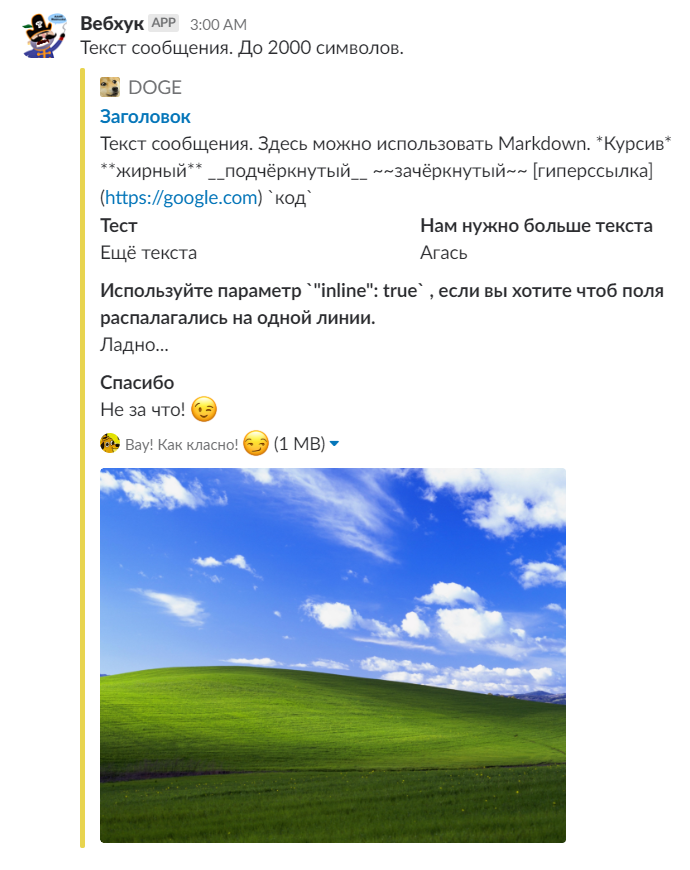 Вебхук APP 3:00 AM
Текст сообщения. До 2000 символов.
DOGE
Заголовок
Текст сообщения. Здесь можно использовать Markdown. *Курсив*
**жирный** __подчёркнутый__ ~~зачёркнутый~~ [гиперссылка]
(https://google.com) `код`
Тест Нам нужно больше текста
Ещё текста Агась
Используйте параметр `"inline": true` , если вы хотите чтоб поля
распалагались на одной линии.
Ладно...
Спасибо
Не за что! 😉
Вау! Как класно! 😏 (1 MB)